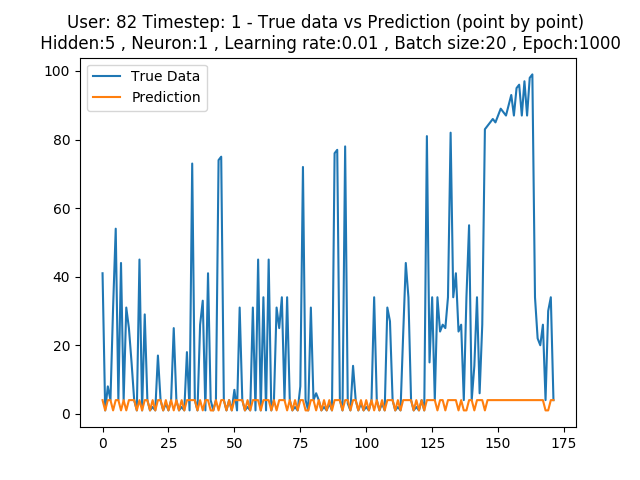 User: 82 Timestep: 1 - True data vs Prediction (point by point)
Hidden:5 , Neuron:1 , Learning rate:0.01 , Batch size:20 , Epoch:1000
True Data
Prediction
100
80
60
40
20
0
0 25 50 75 100 125 150 175